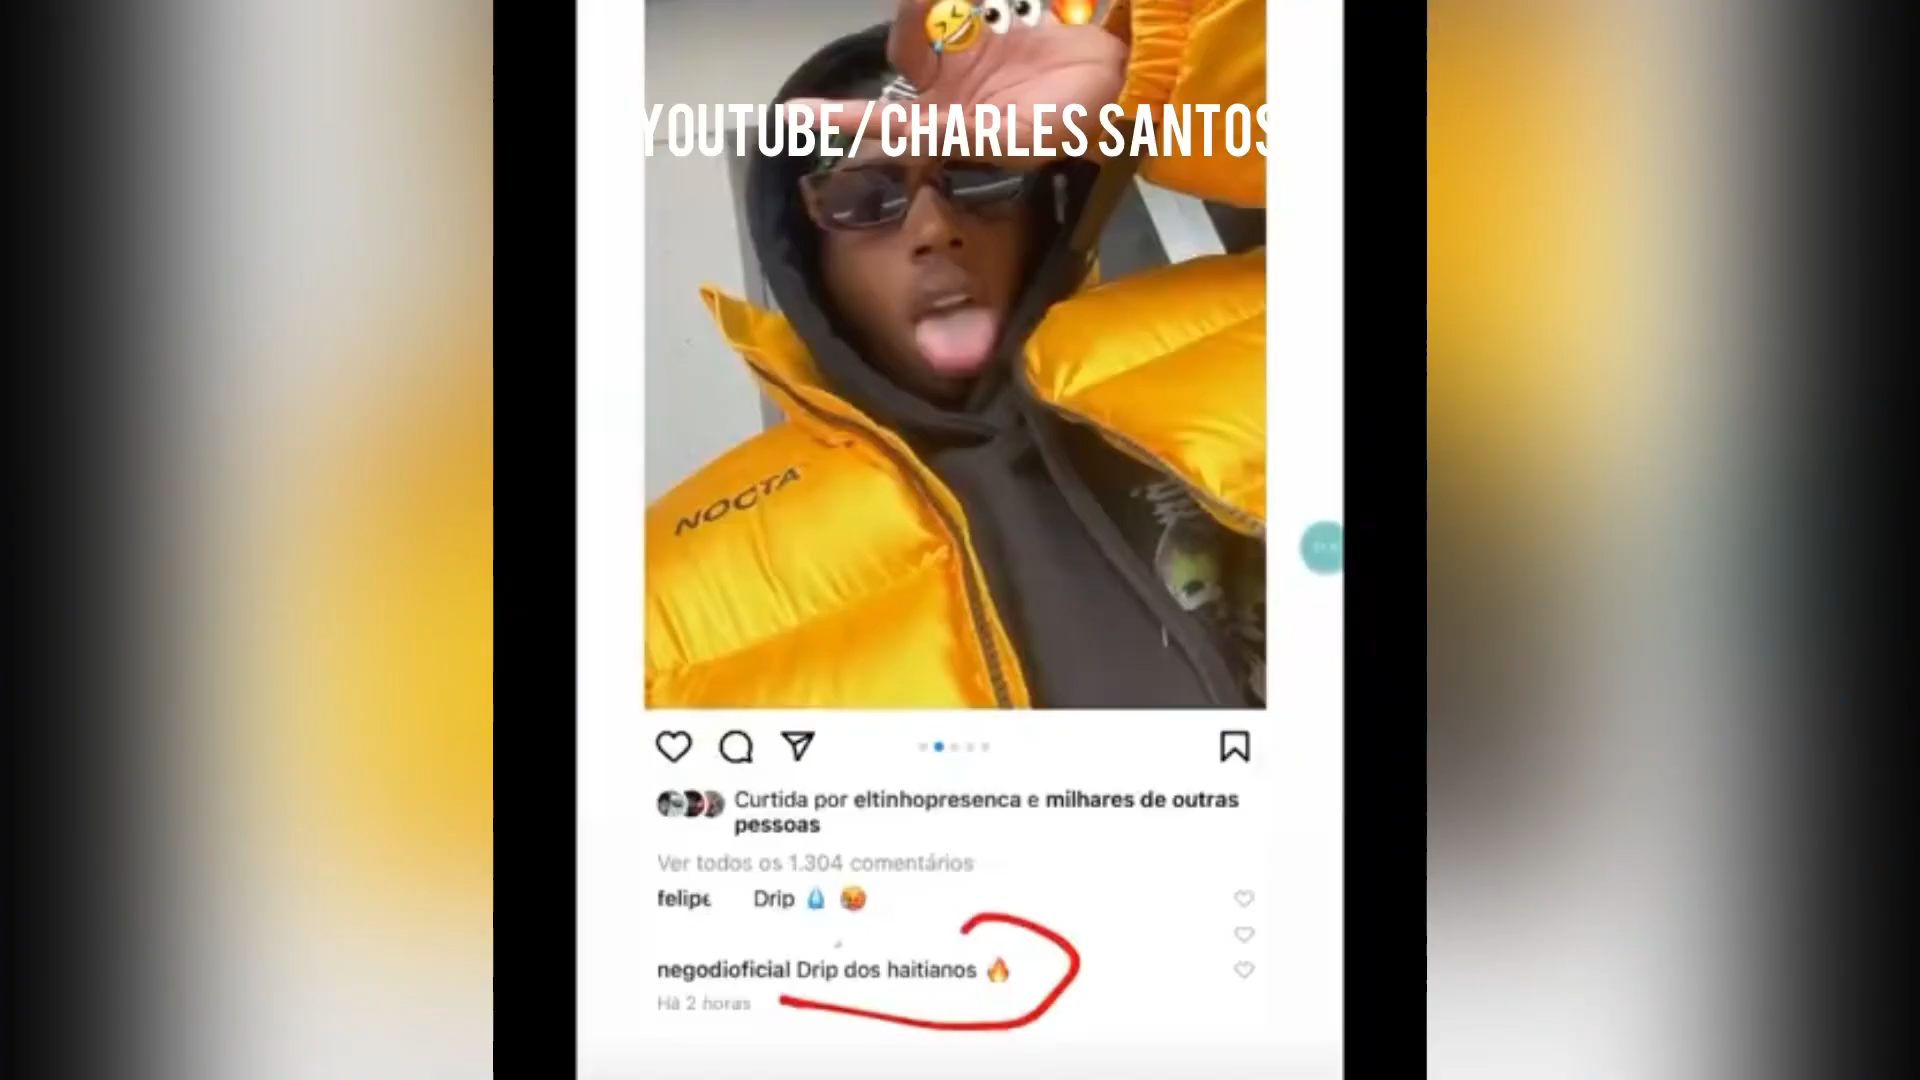 YOUTUBE/CHARLES SANTOS
NOCTA
Curtida por eltinhopresenca e milhares de outras
pessoas
Ver todos os 1.304 comentários
felipe Drip
negodioficial Drip dos haitianos
Há 2 horas